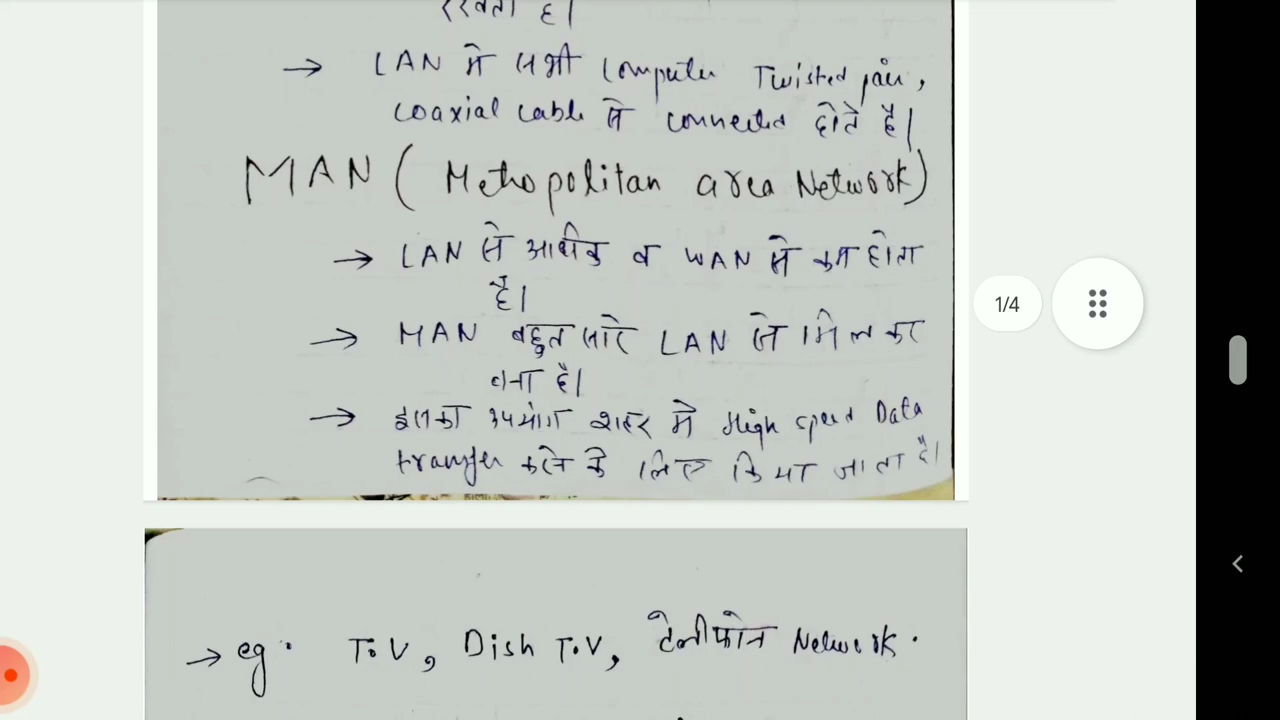 रखता है।
→ LAN में सभी Computer Twisted pair,
coaxial cable से connected होते है।
MAN ( Metropolitan area Network)
→ LAN से अधिक व WAN से कम होता
है।
→ MAN बहुत सारे LAN से मिलकर
बना है।
1/4
→ इसका उपयोग शहर में High speed Data
transfer करने के लिए किया जाता है।
→ eg. T.V, Dish T.V, टेलीफोन Network.